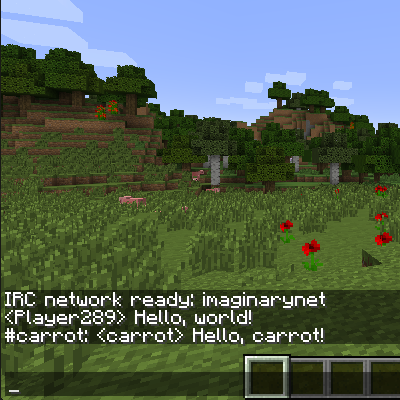 IRC network ready: imaginarynet
<Player289> Hello, world!
#carrot: <carrot> Hello, carrot!
_